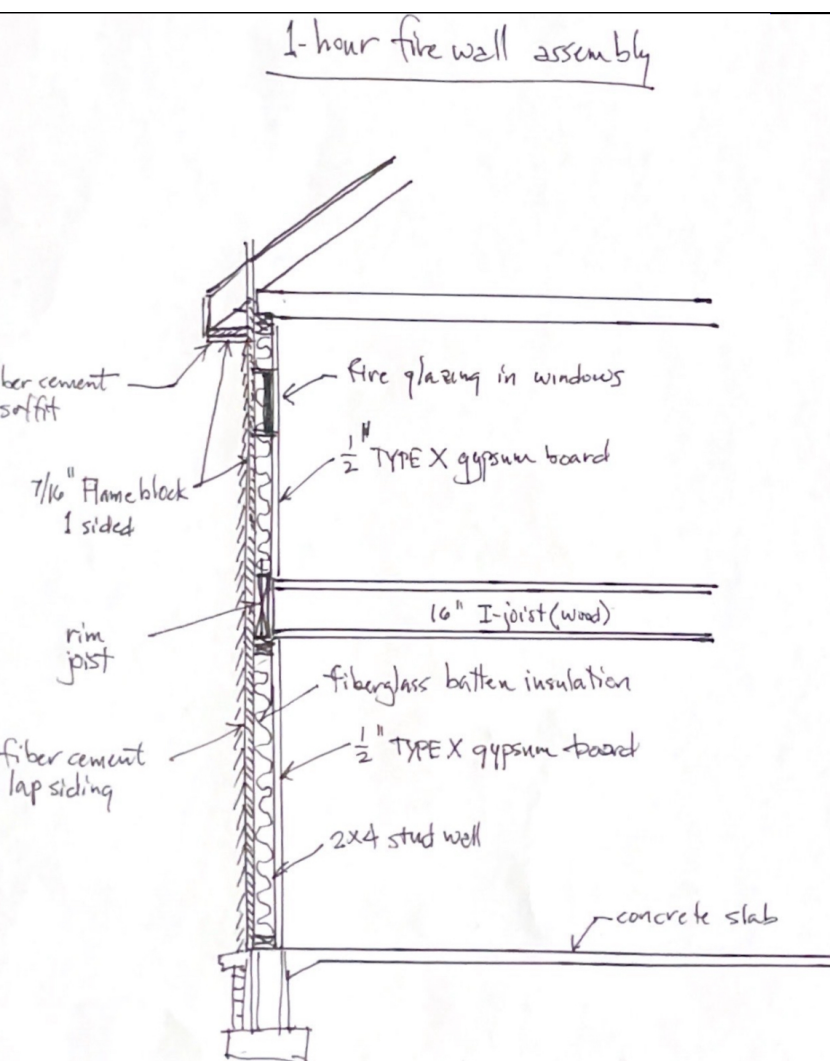 1-hour fire wall assembly
ber cement
soffit
fire glazing in windows
1/2" TYPE X gypsum board
7/16" Flameblock
1 sided
16" I-joist (wood)
rim
joist
fiberglass batten insulation
fiber cement
lap siding
1/2" TYPE X gypsum board
2x4 stud wall
concrete slab